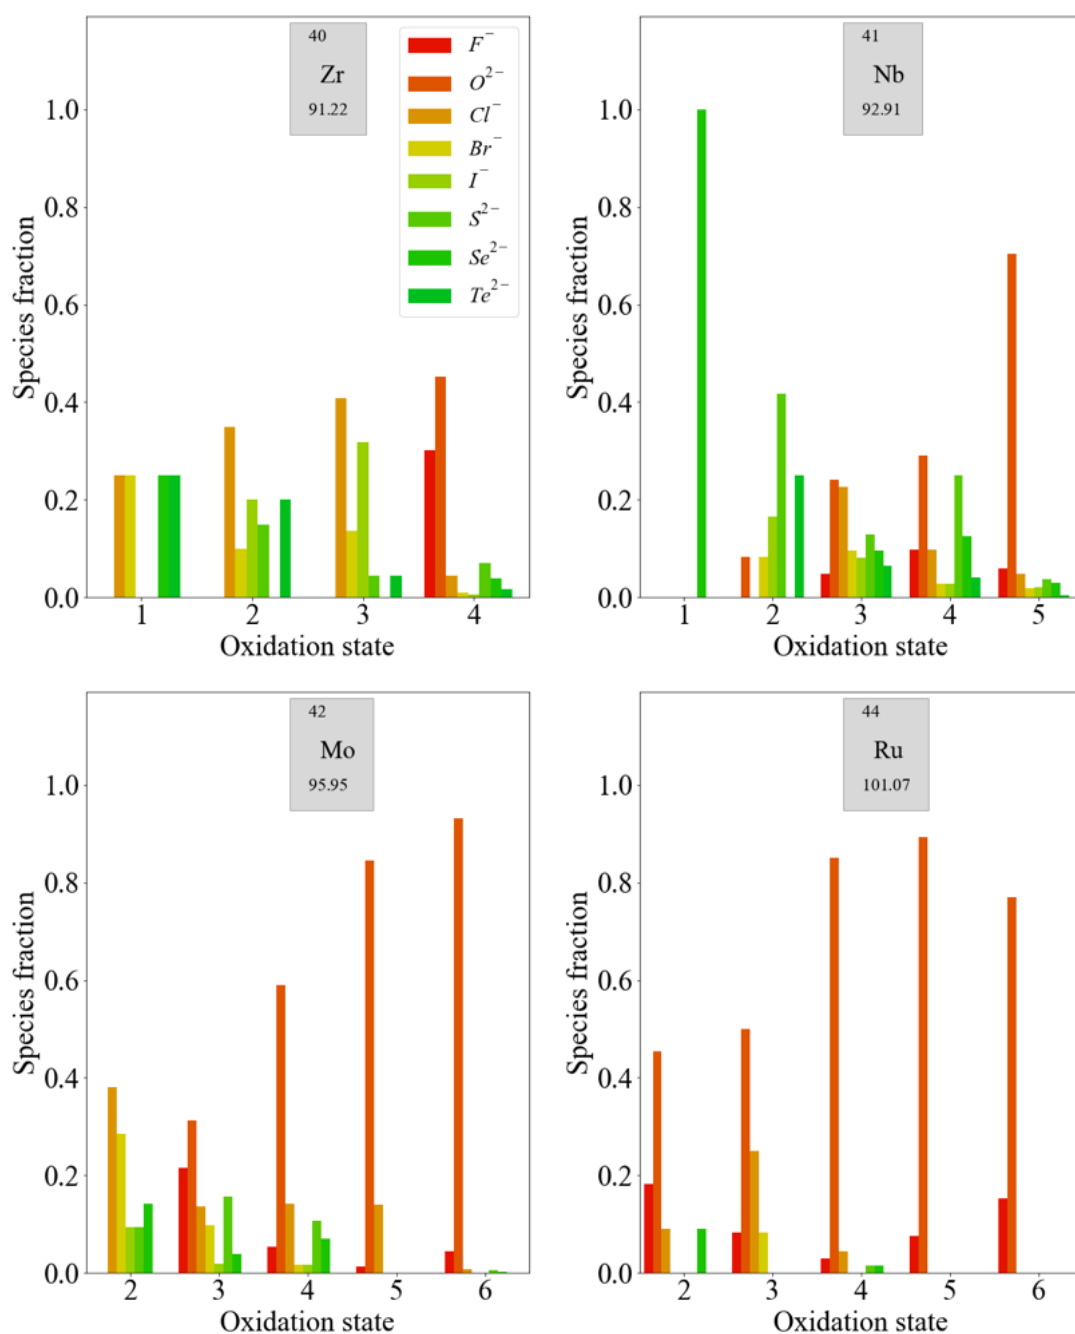 40
Zr
91.22
F⁻
O²⁻
Cl⁻
Br⁻
I⁻
S²⁻
Se²⁻
Te²⁻
1.0
0.8
0.6
0.4
0.2
0.0
Species fraction
1 2 3 4
Oxidation state
41
Nb
92.91
1.0
0.8
0.6
0.4
0.2
0.0
Species fraction
1 2 3 4 5
Oxidation state
42
Mo
95.95
1.0
0.8
0.6
0.4
0.2
0.0
Species fraction
2 3 4 5 6
Oxidation state
44
Ru
101.07
1.0
0.8
0.6
0.4
0.2
0.0
Species fraction
2 3 4 5 6
Oxidation state